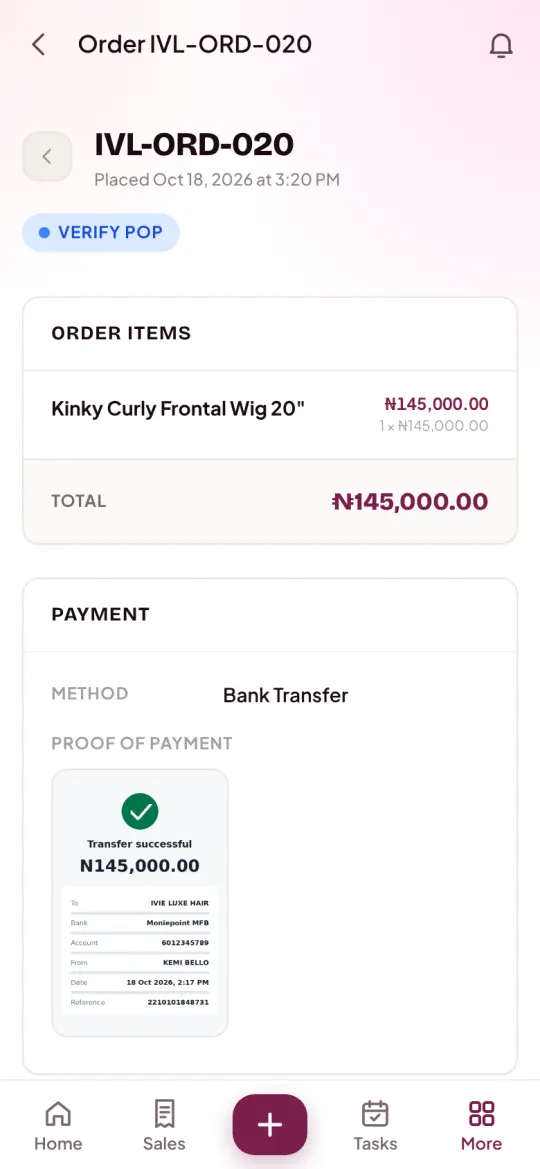 Order IVL-ORD-020
IVL-ORD-020
Placed Oct 18, 2026 at 3:20 PM
VERIFY POP
ORDER ITEMS
Kinky Curly Frontal Wig 20" ₦145,000.00
1 x ₦145,000.00
TOTAL ₦145,000.00
PAYMENT
METHOD Bank Transfer
PROOF OF PAYMENT
Transfer successful
N145,000.00
To IVIE LUXE HAIR
Bank Moniepoint MFB
Account 6012345789
From KEMI BELLO
Date 18 Oct 2026, 2:17 PM
Reference 2210101848731
Home Sales Tasks More